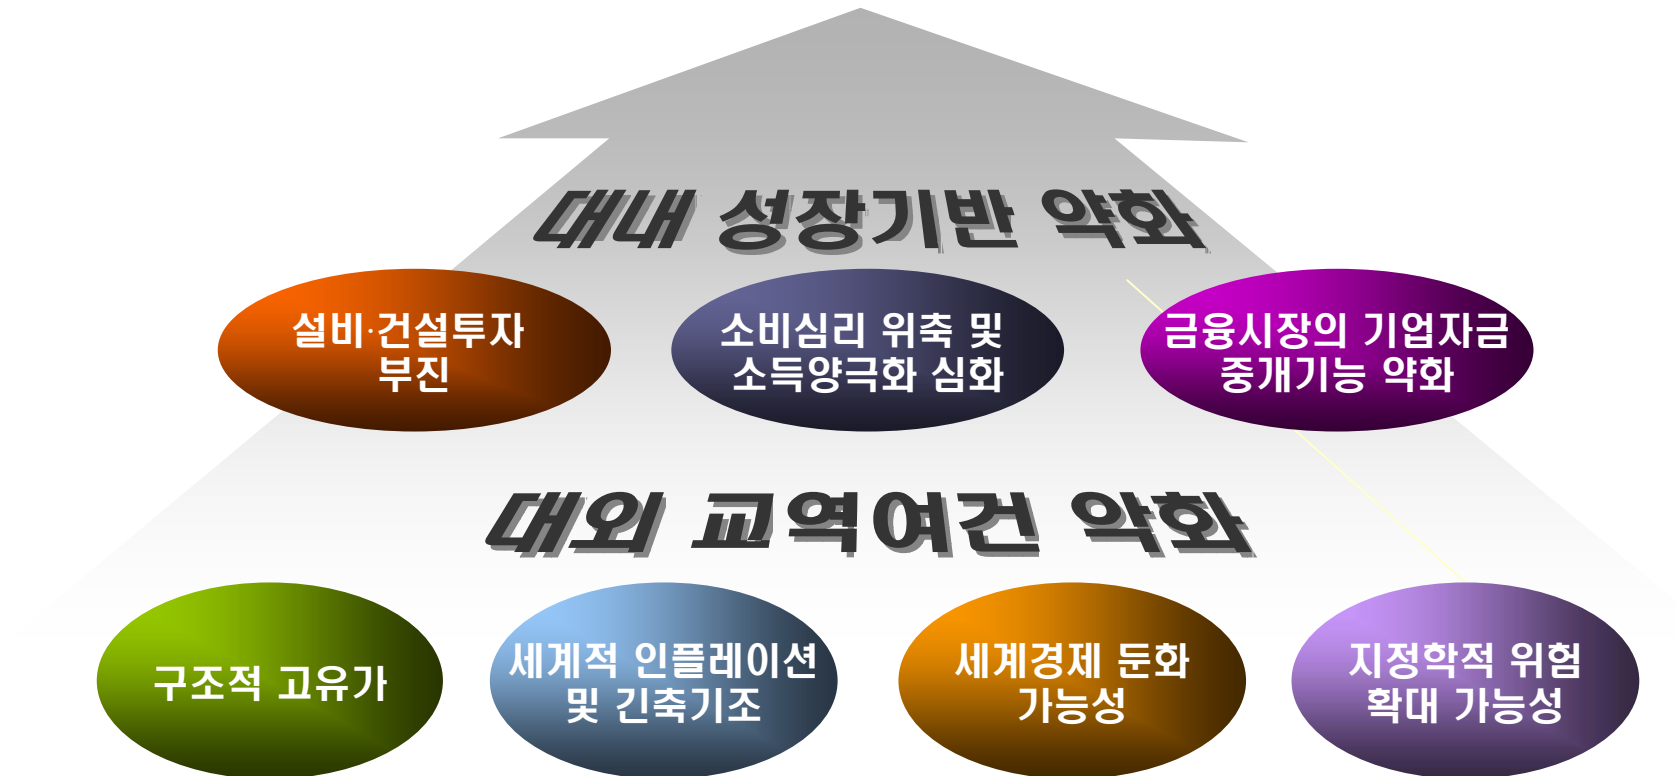 대내 성장기반 약화
설비·건설투자
부진
소비심리 위축 및
소득양극화 심화
금융시장의 기업자금
중개기능 약화
대외 교역여건 약화
구조적 고유가
세계적 인플레이션
및 긴축기조
세계경제 둔화
가능성
지정학적 위험
확대 가능성